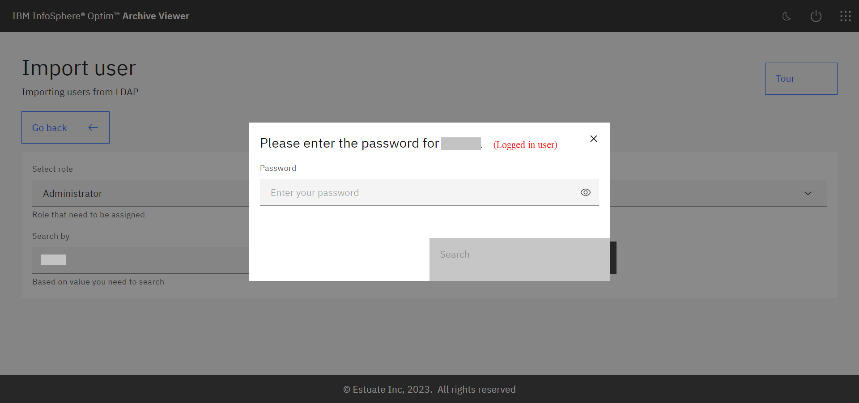 IBM InfoSphere® Optim™ Archive Viewer
Import user
Importing users from LDAP
Tour
Go back
Please enter the password for . (Logged in user)
Password
Enter your password
Search
Select role
Administrator
Role that need to be assigned
Search by
Based on value you need to search
© Estuate Inc, 2023. All rights reserved